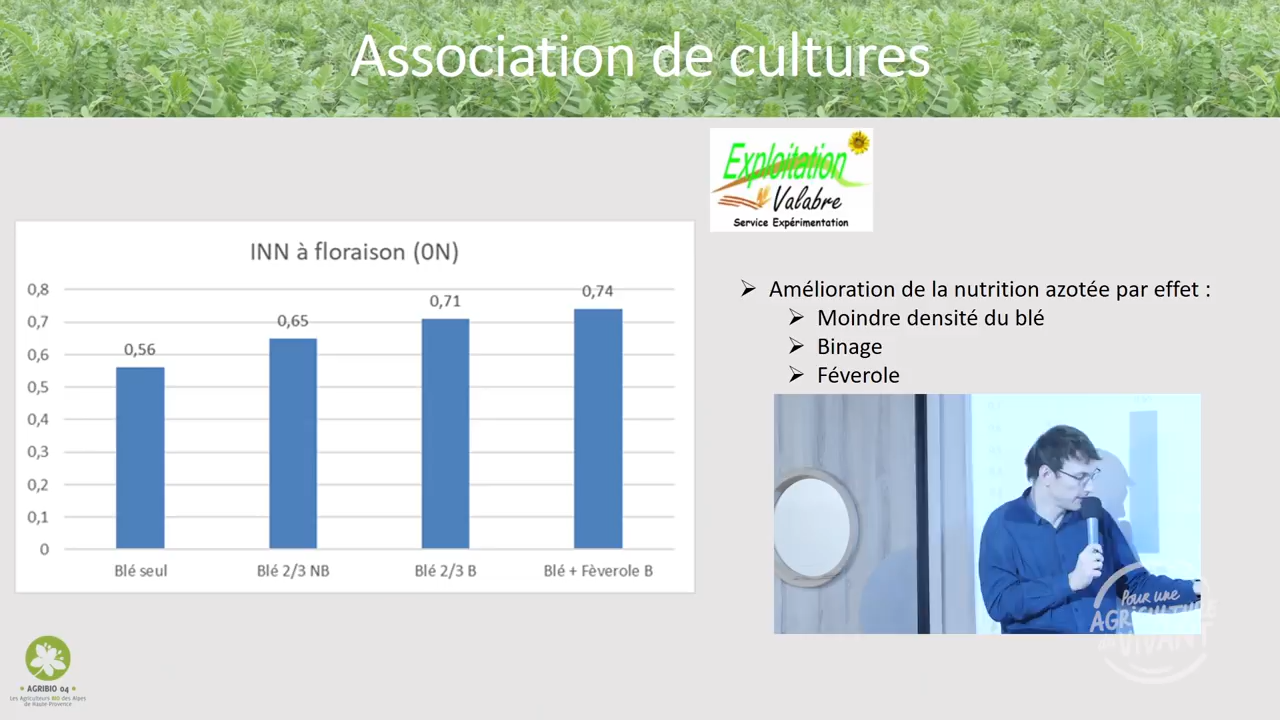 Association de cultures
Exploitation
Valabre
Service Expérimentation
INN à floraison (0N)
0,8
0,7
0,6
0,5
0,4
0,3
0,2
0,1
0
0,56
0,65
0,71
0,74
Blé seul
Blé 2/3 NB
Blé 2/3 B
Blé + Fèverole B
Amélioration de la nutrition azotée par effet :
Moindre densité du blé
Binage
Féverole
Pour une
AGRICULTURE
du VIVANT
• AGRIBIO 04 •
Les Agriculteurs BIO des Alpes
de Haute-Provence